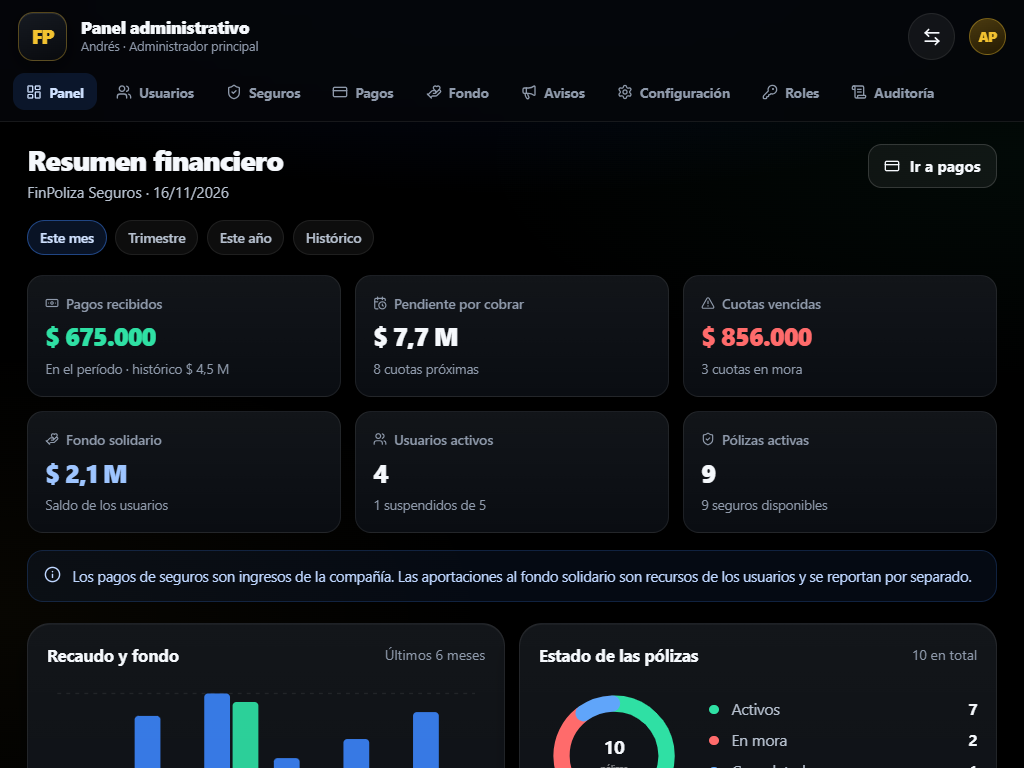 FP
Panel administrativo
Andrés · Administrador principal
AP
Panel
Usuarios
Seguros
Pagos
Fondo
Avisos
Configuración
Roles
Auditoría
Resumen financiero
FinPoliza Seguros · 16/11/2026
Ir a pagos
Este mes
Trimestre
Este año
Histórico
Pagos recibidos
$ 675.000
En el período · histórico $ 4,5 M
Pendiente por cobrar
$ 7,7 M
8 cuotas próximas
Cuotas vencidas
$ 856.000
3 cuotas en mora
Fondo solidario
$ 2,1 M
Saldo de los usuarios
Usuarios activos
4
1 suspendidos de 5
Pólizas activas
9
9 seguros disponibles
Los pagos de seguros son ingresos de la compañía. Las aportaciones al fondo solidario son recursos de los usuarios y se reportan por separado.
Recaudo y fondo
Últimos 6 meses
Estado de las pólizas
10 en total
10
Activos 7
En mora 2